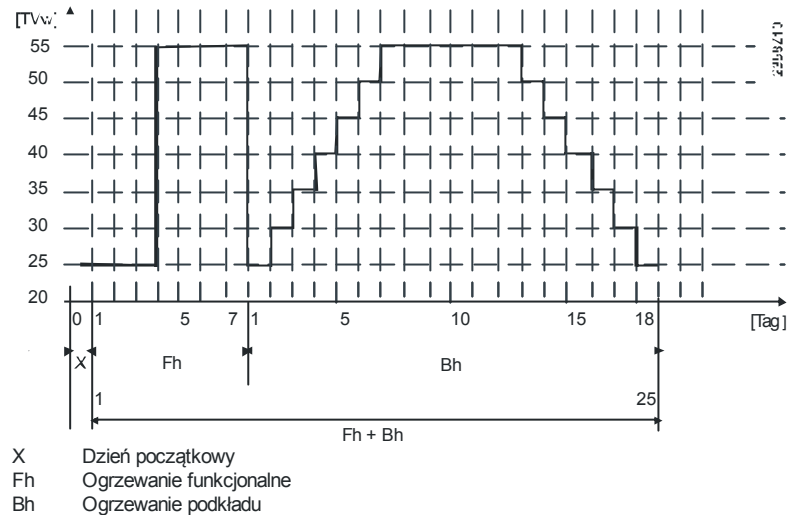 [TVw]
55
50
45
40
35
30
25
20
0 1 5 7 1 5 10 15 18 [Tag]
X Fh Bh
1 25
Fh + Bh
X Dzień początkowy
Fh Ogrzewanie funkcjonalne
Bh Ogrzewanie podkładu